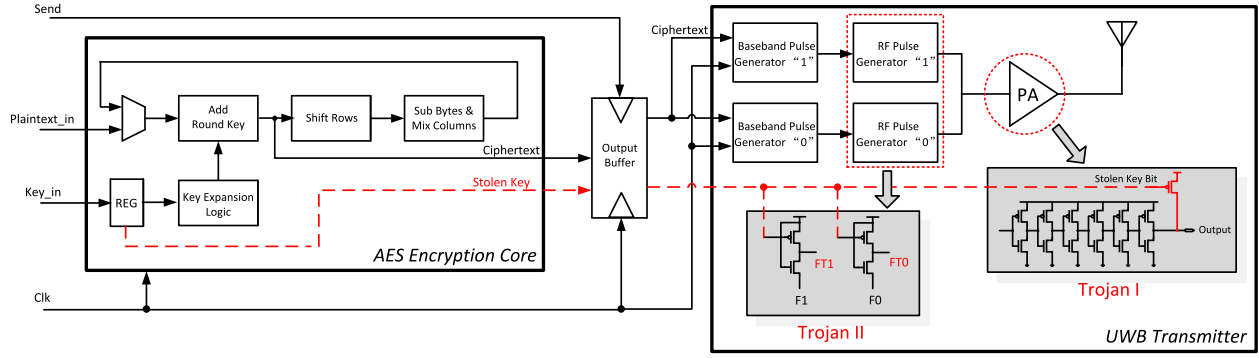 Send
Ciphertext
Plaintext_in
Add
Round Key
Shift Rows
Sub Bytes &
Mix Columns
Ciphertext
Key_in
REG
Key Expansion
Logic
Stolen Key
AES Encryption Core
Clk
Output
Buffer
Baseband Pulse
Generator “1”
RF Pulse
Generator “1”
PA
Baseband Pulse
Generator “0”
RF Pulse
Generator “0”
Stolen Key Bit
Output
Trojan I
FT1
FT0
F1
F0
Trojan II
UWB Transmitter